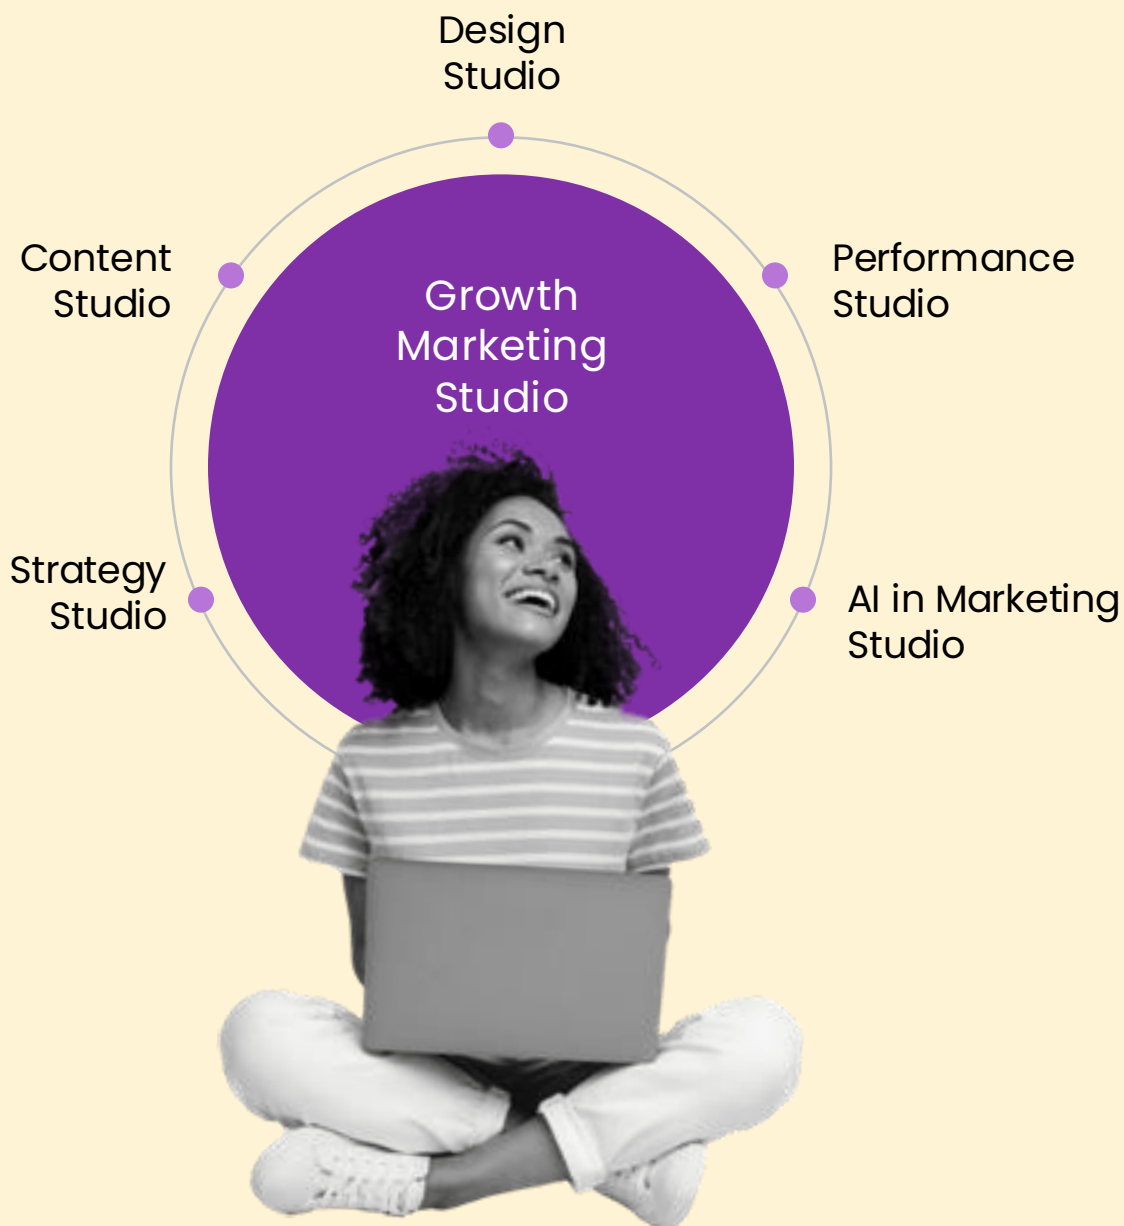 Design
Studio
Content
Studio
Performance
Studio
Growth
Marketing
Studio
Strategy
Studio
AI in Marketing
Studio